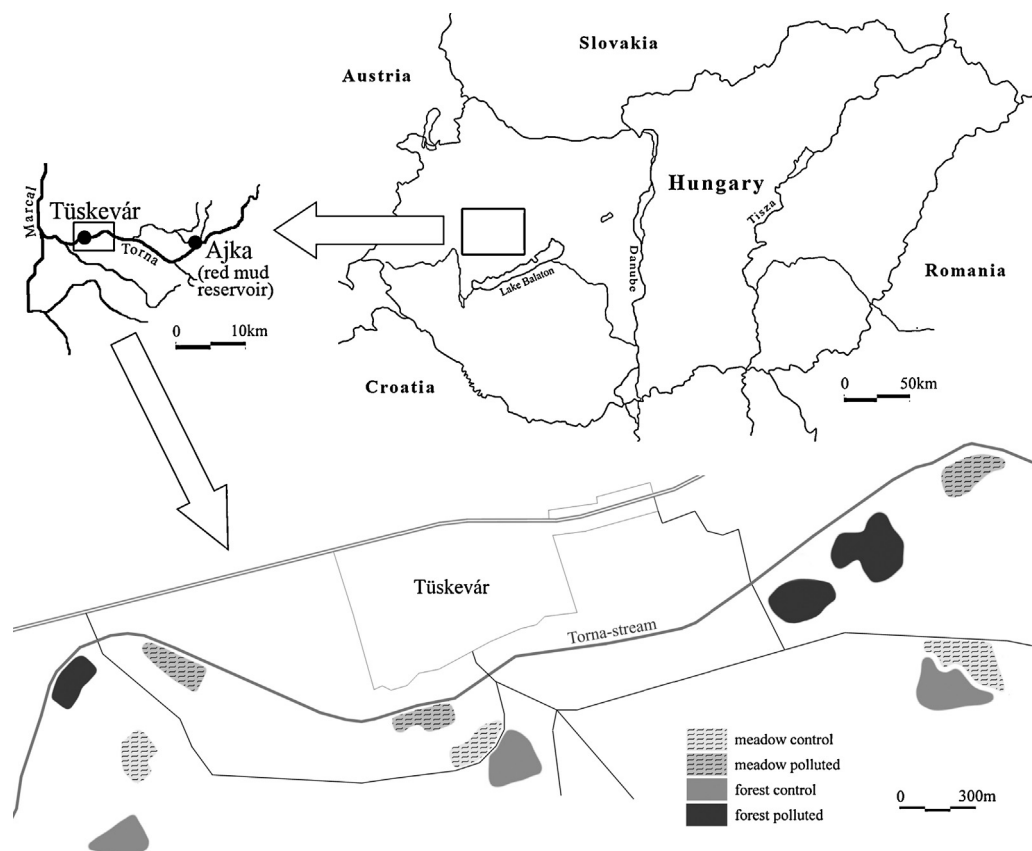 Slovakia
Austria
Hungary
Marcal
Tüskevár
Torna
Ajka
(red mud
reservoir)
Tisza
Danube
Lake Balaton
Romania
0 10km
Croatia
0 50km
Tüskevár
Torna-stream
meadow control
meadow polluted
forest control
forest polluted
0 300m